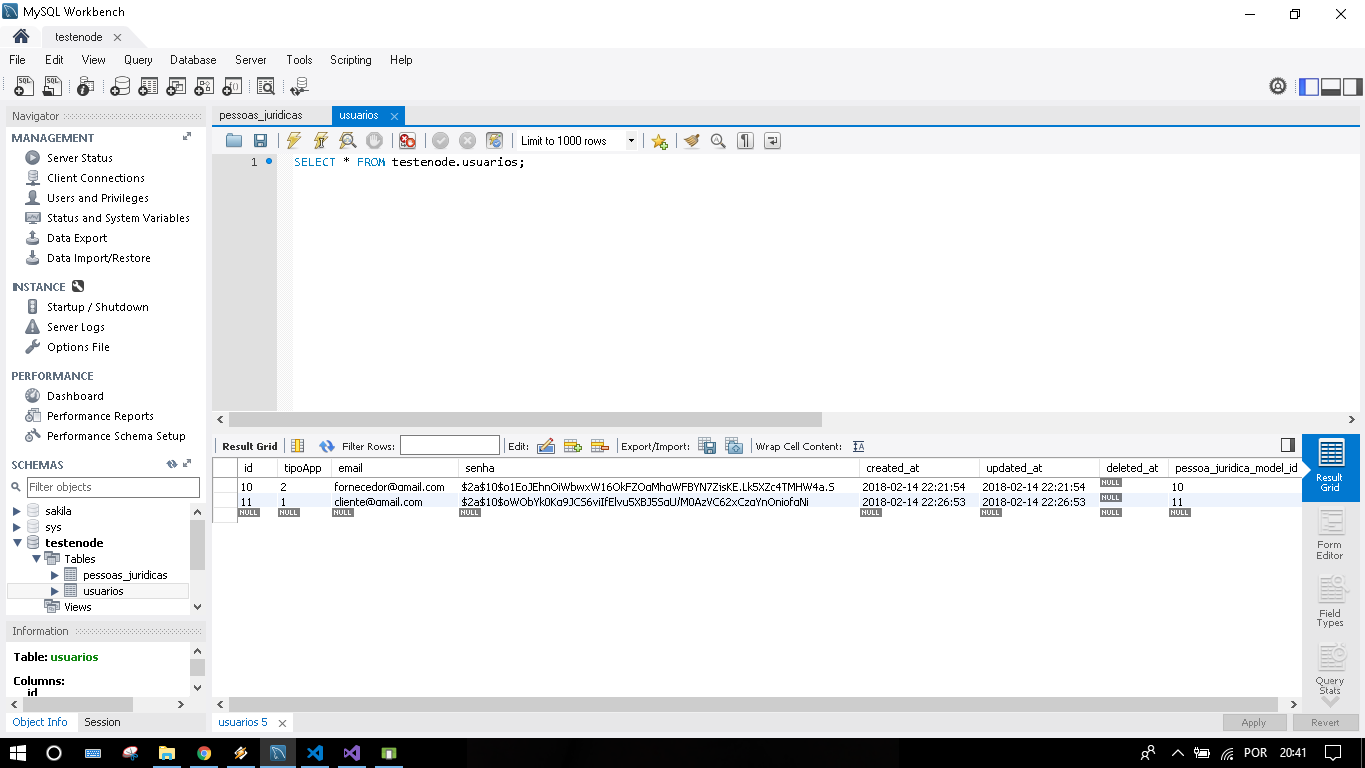 MySQL Workbench
testenode
File Edit View Query Database Server Tools Scripting Help
Navigator
MANAGEMENT
Server Status
Client Connections
Users and Privileges
Status and System Variables
Data Export
Data Import/Restore
INSTANCE
Startup / Shutdown
Server Logs
Options File
PERFORMANCE
Dashboard
Performance Reports
Performance Schema Setup
SCHEMAS
Filter objects
sakila
sys
testenode
Tables
pessoas_juridicas
usuarios
Views
Information
Table: usuarios
Columns:
id
Object Info Session
pessoas_juridicas usuarios
Limit to 1000 rows
1 SELECT * FROM testenode.usuarios;
Result Grid Filter Rows: Edit: Export/Import: Wrap Cell Content:
id tipoApp email senha created_at updated_at deleted_at pessoa_juridica_model_id
10 2 fornecedor@gmail.com 2018-02-14 22:21:54 2018-02-14 22:21:54 NULL 10
11 1 cliente@gmail.com 2018-02-14 22:26:53 2018-02-14 22:26:53 NULL 11
NULL NULL NULL NULL NULL NULL NULL NULL
Result
Grid
Form
Editor
Field
Types
Query
Stats
usuarios 5
Apply Revert
POR 20:41